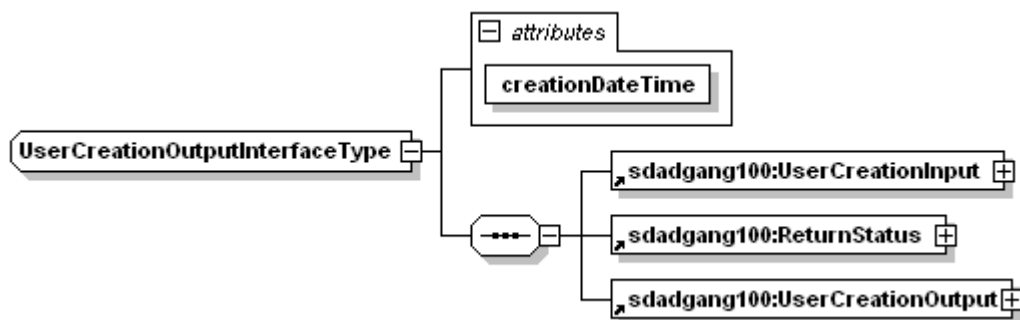 attributes
creationDateTime
UserCreationOutputInterfaceType
sdadgang100:UserCreationInput
sdadgang100:ReturnStatus
sdadgang100:UserCreationOutput